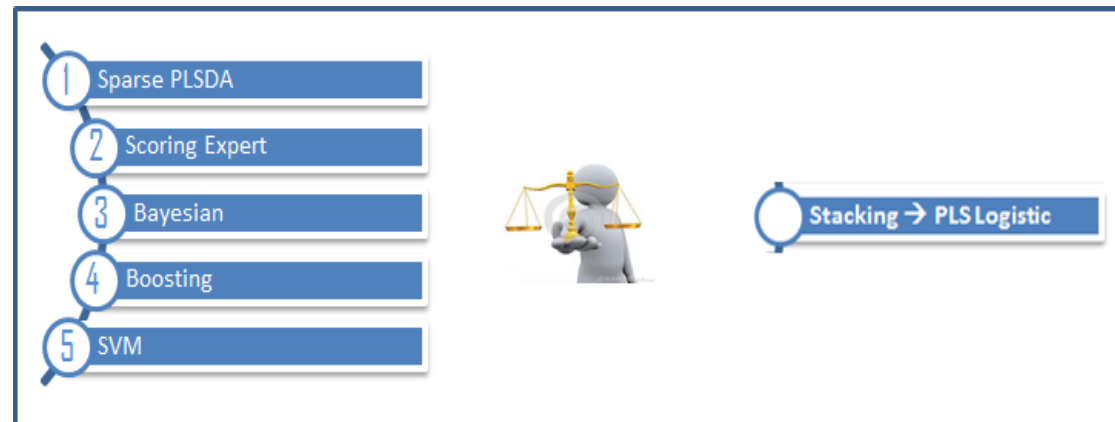 1 Sparse PLSDA
2 Scoring Expert
3 Bayesian
4 Boosting
5 SVM
Stacking → PLS Logistic